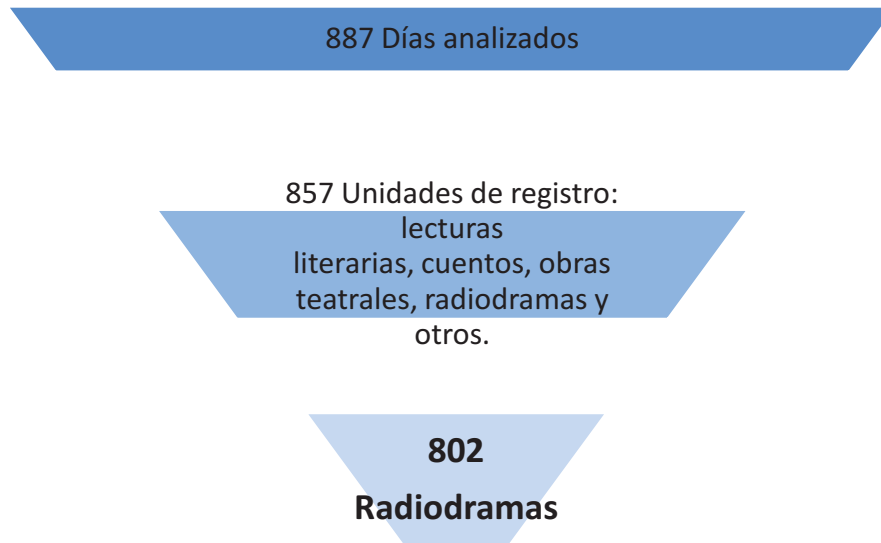 887 Días analizados
857 Unidades de registro:
lecturas
literarias, cuentos, obras
teatrales, radiodramas y
otros.
802
Radiodramas